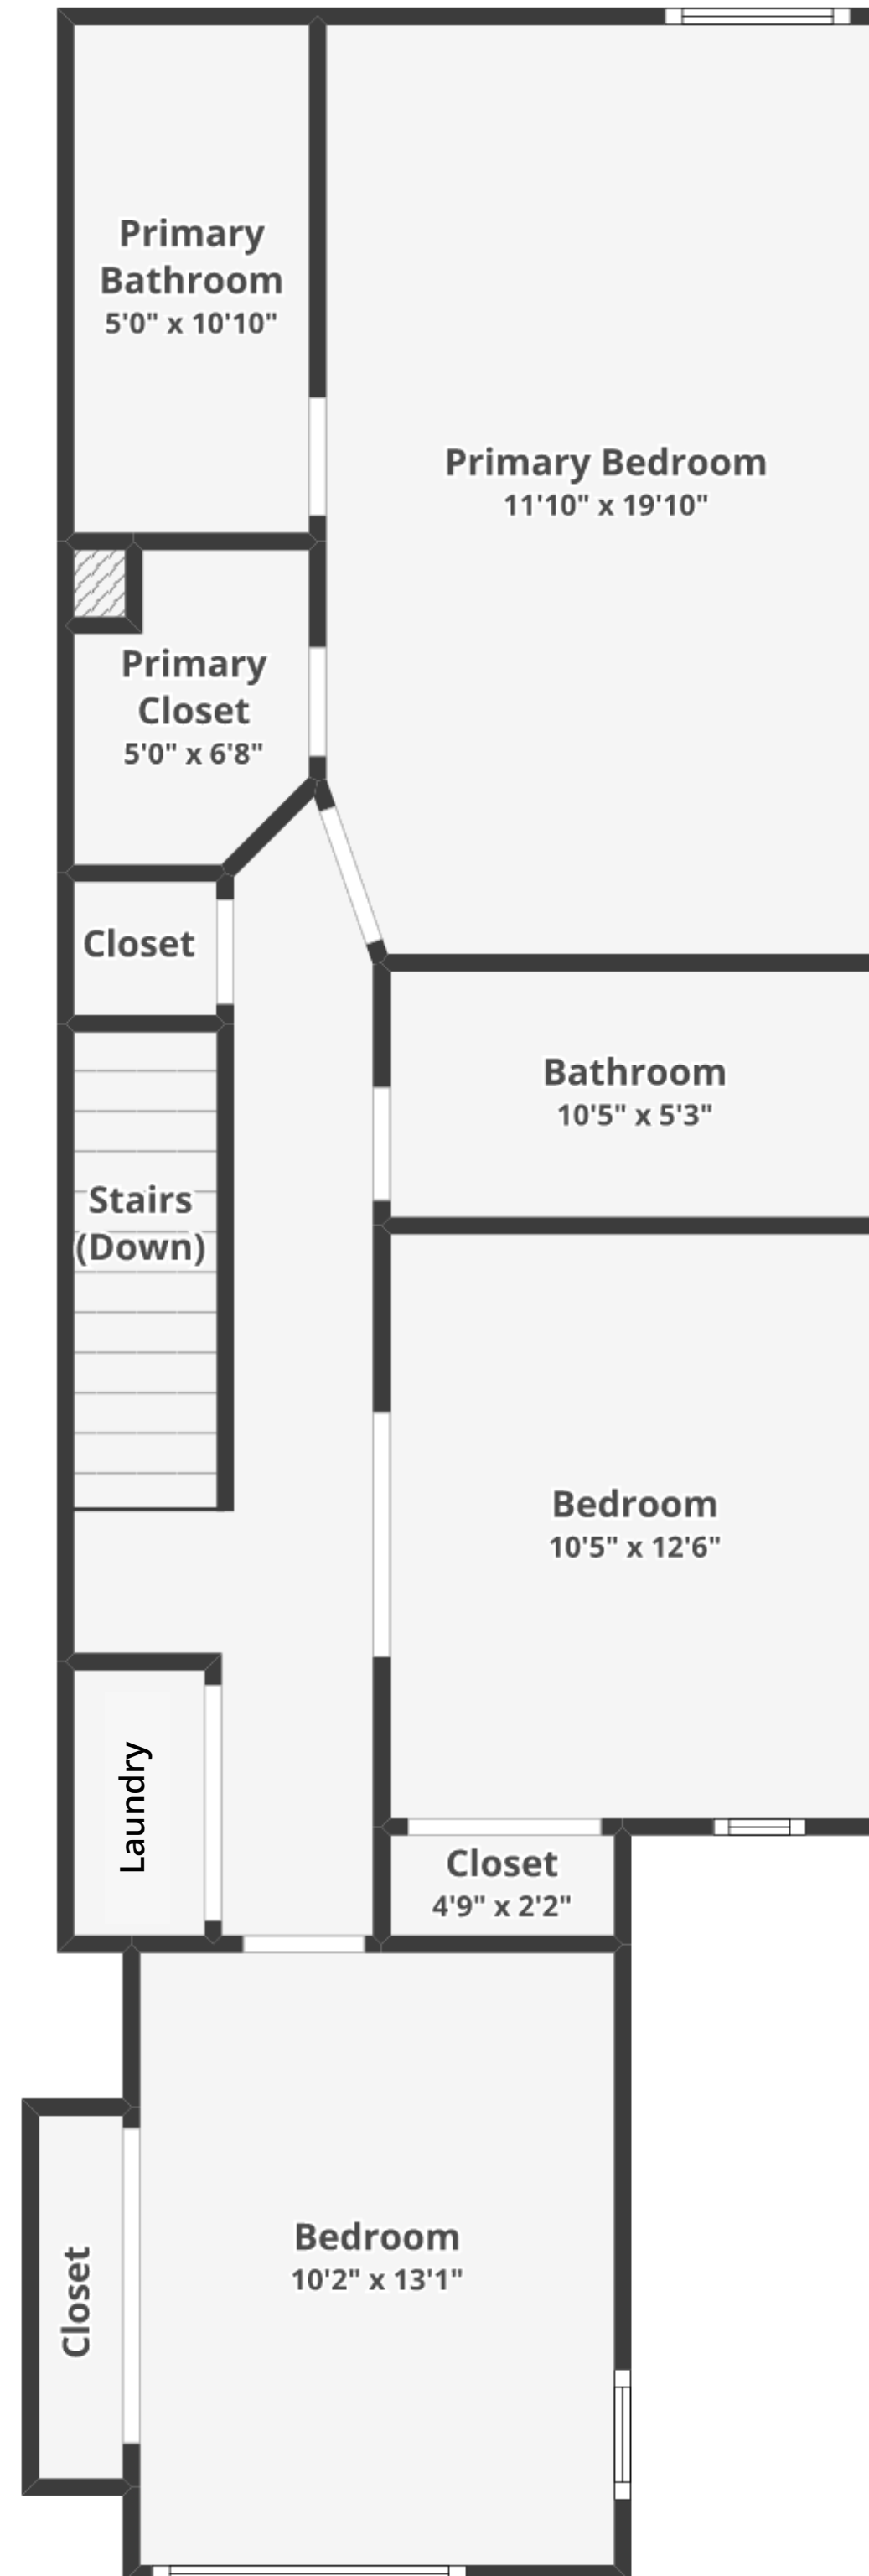 Primary
Bathroom
5'0" x 10'10"
Primary Bedroom
11'10" x 19'10"
Primary
Closet
5'0" x 6'8"
Closet
Bathroom
10'5" x 5'3"
Stairs
(Down)
Bedroom
10'5" x 12'6"
Laundry
Closet
4'9" x 2'2"
Bedroom
10'2" x 13'1"
Closet